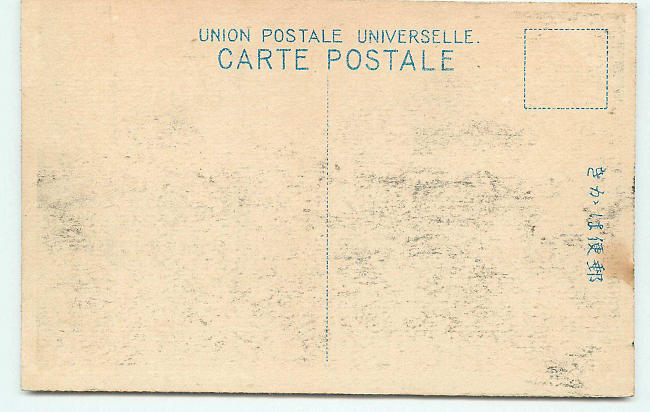 UNION POSTALE UNIVERSELLE.
CARTE POSTALE
郵便はかき